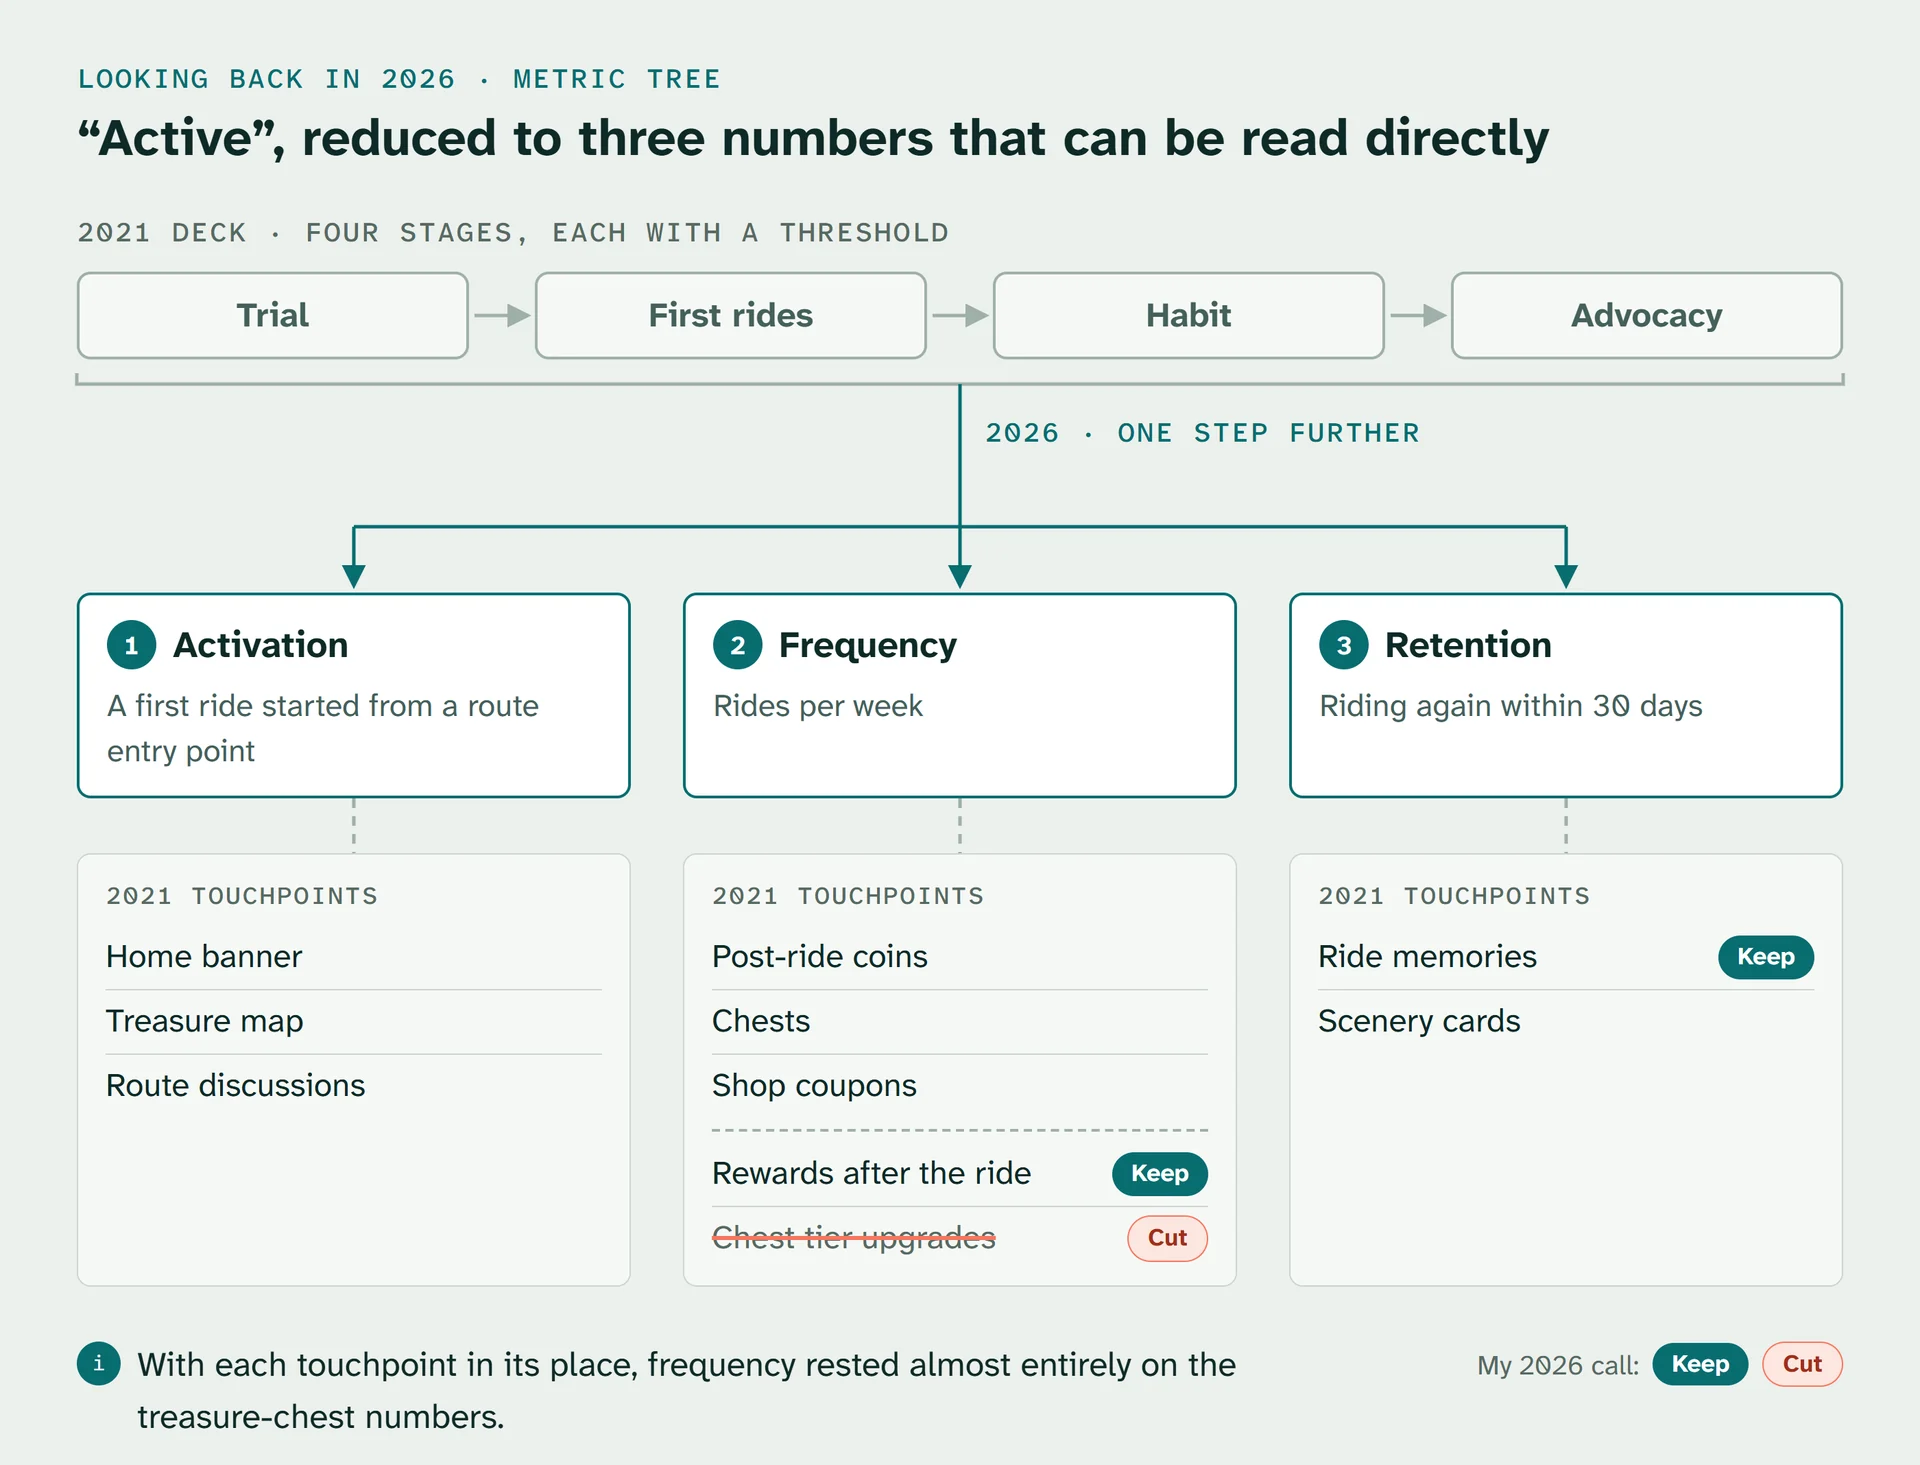 LOOKING BACK IN 2026 · METRIC TREE
“Active”, reduced to three numbers that can be read directly
2021 DECK · FOUR STAGES, EACH WITH A THRESHOLD
Trial
First rides
Habit
Advocacy
2026 · ONE STEP FURTHER
1 Activation
A first ride started from a route
entry point
2 Frequency
Rides per week
3 Retention
Riding again within 30 days
2021 TOUCHPOINTS
Home banner
Treasure map
Route discussions
2021 TOUCHPOINTS
Post-ride coins
Chests
Shop coupons
Rewards after the ride Keep
Chest tier upgrades Cut
2021 TOUCHPOINTS
Ride memories Keep
Scenery cards
i With each touchpoint in its place, frequency rested almost entirely on the
treasure-chest numbers.
My 2026 call: Keep Cut